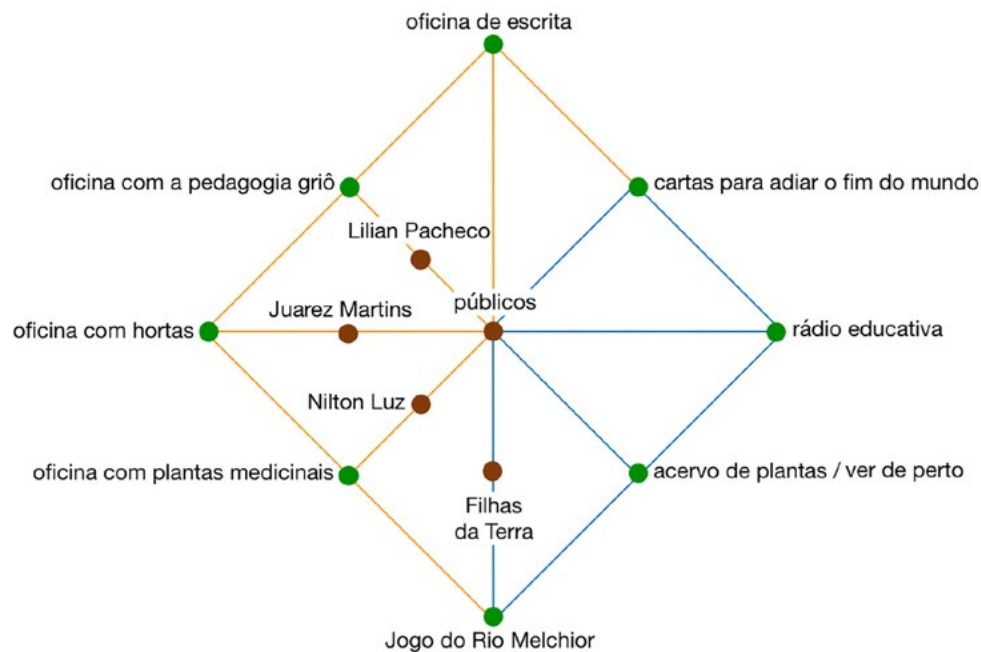 oficina de escrita
oficina com a pedagogia griô
cartas para adiar o fim do mundo
Lilian Pacheco
públicos
Juarez Martins
oficina com hortas
rádio educativa
Nilton Luz
oficina com plantas medicinais
acervo de plantas / ver de perto
Filhas
da Terra
Jogo do Rio Melchior